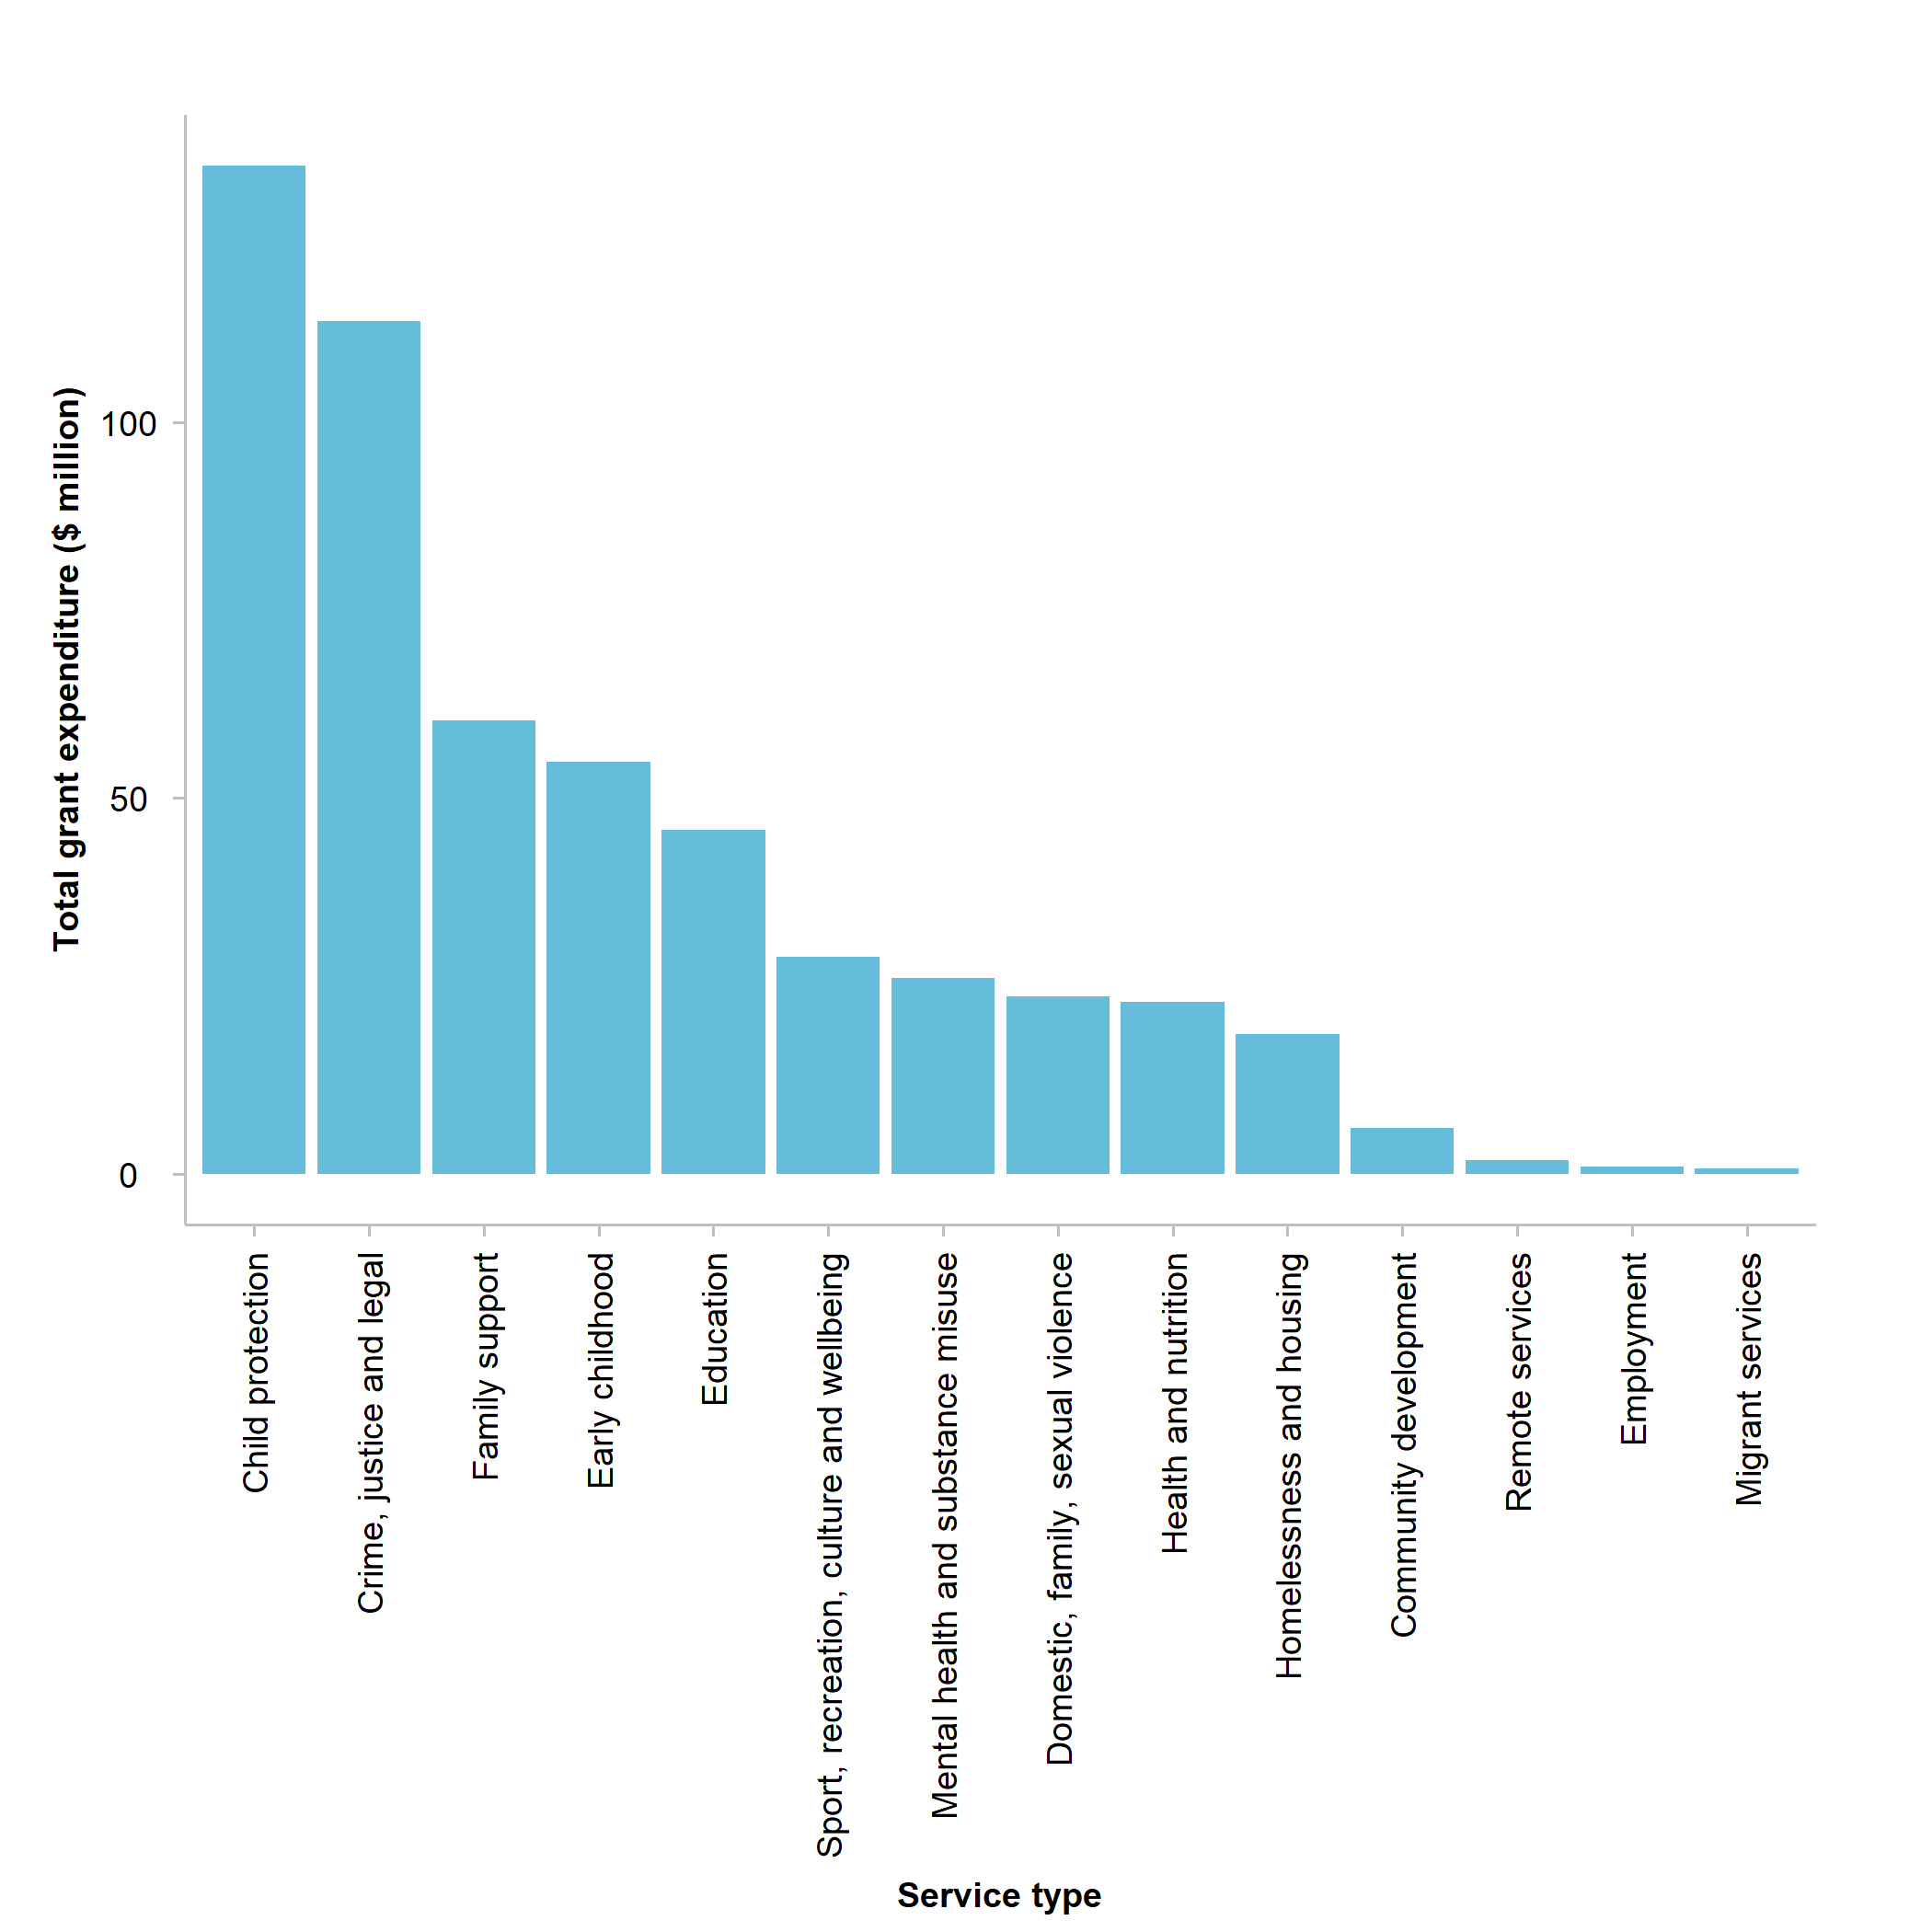 Total grant expenditure ($ million)
100
50
0
Child protection
Crime, justice and legal
Family support
Early childhood
Education
Sport, recreation, culture and wellbeing
Mental health and substance misuse
Domestic, family, sexual violence
Health and nutrition
Homelessness and housing
Community development
Remote services
Employment
Migrant services
Service type